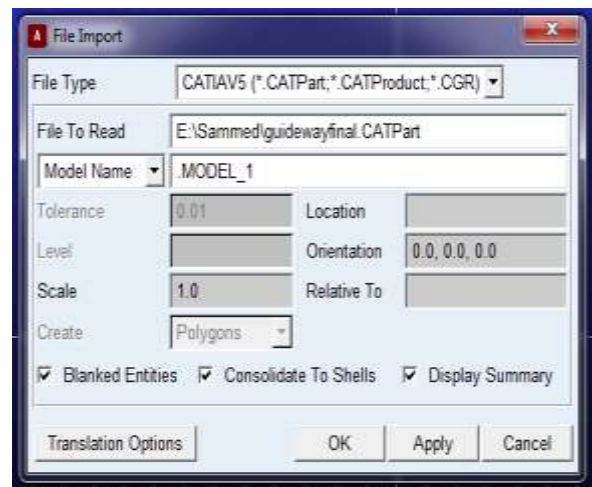 File Import
File Type CATIAV5 (*.CATPart;*.CATProduct;*.CGR)
File To Read E:\Sammed\guidewayfinal.CATPart
Model Name .MODEL_1
Tolerance 0.01 Location
Level Orientation 0.0, 0.0, 0.0
Scale 1.0 Relative To
Create Polygons
Blanked Entities Consolidate To Shells Display Summary
Translation Options OK Apply Cancel